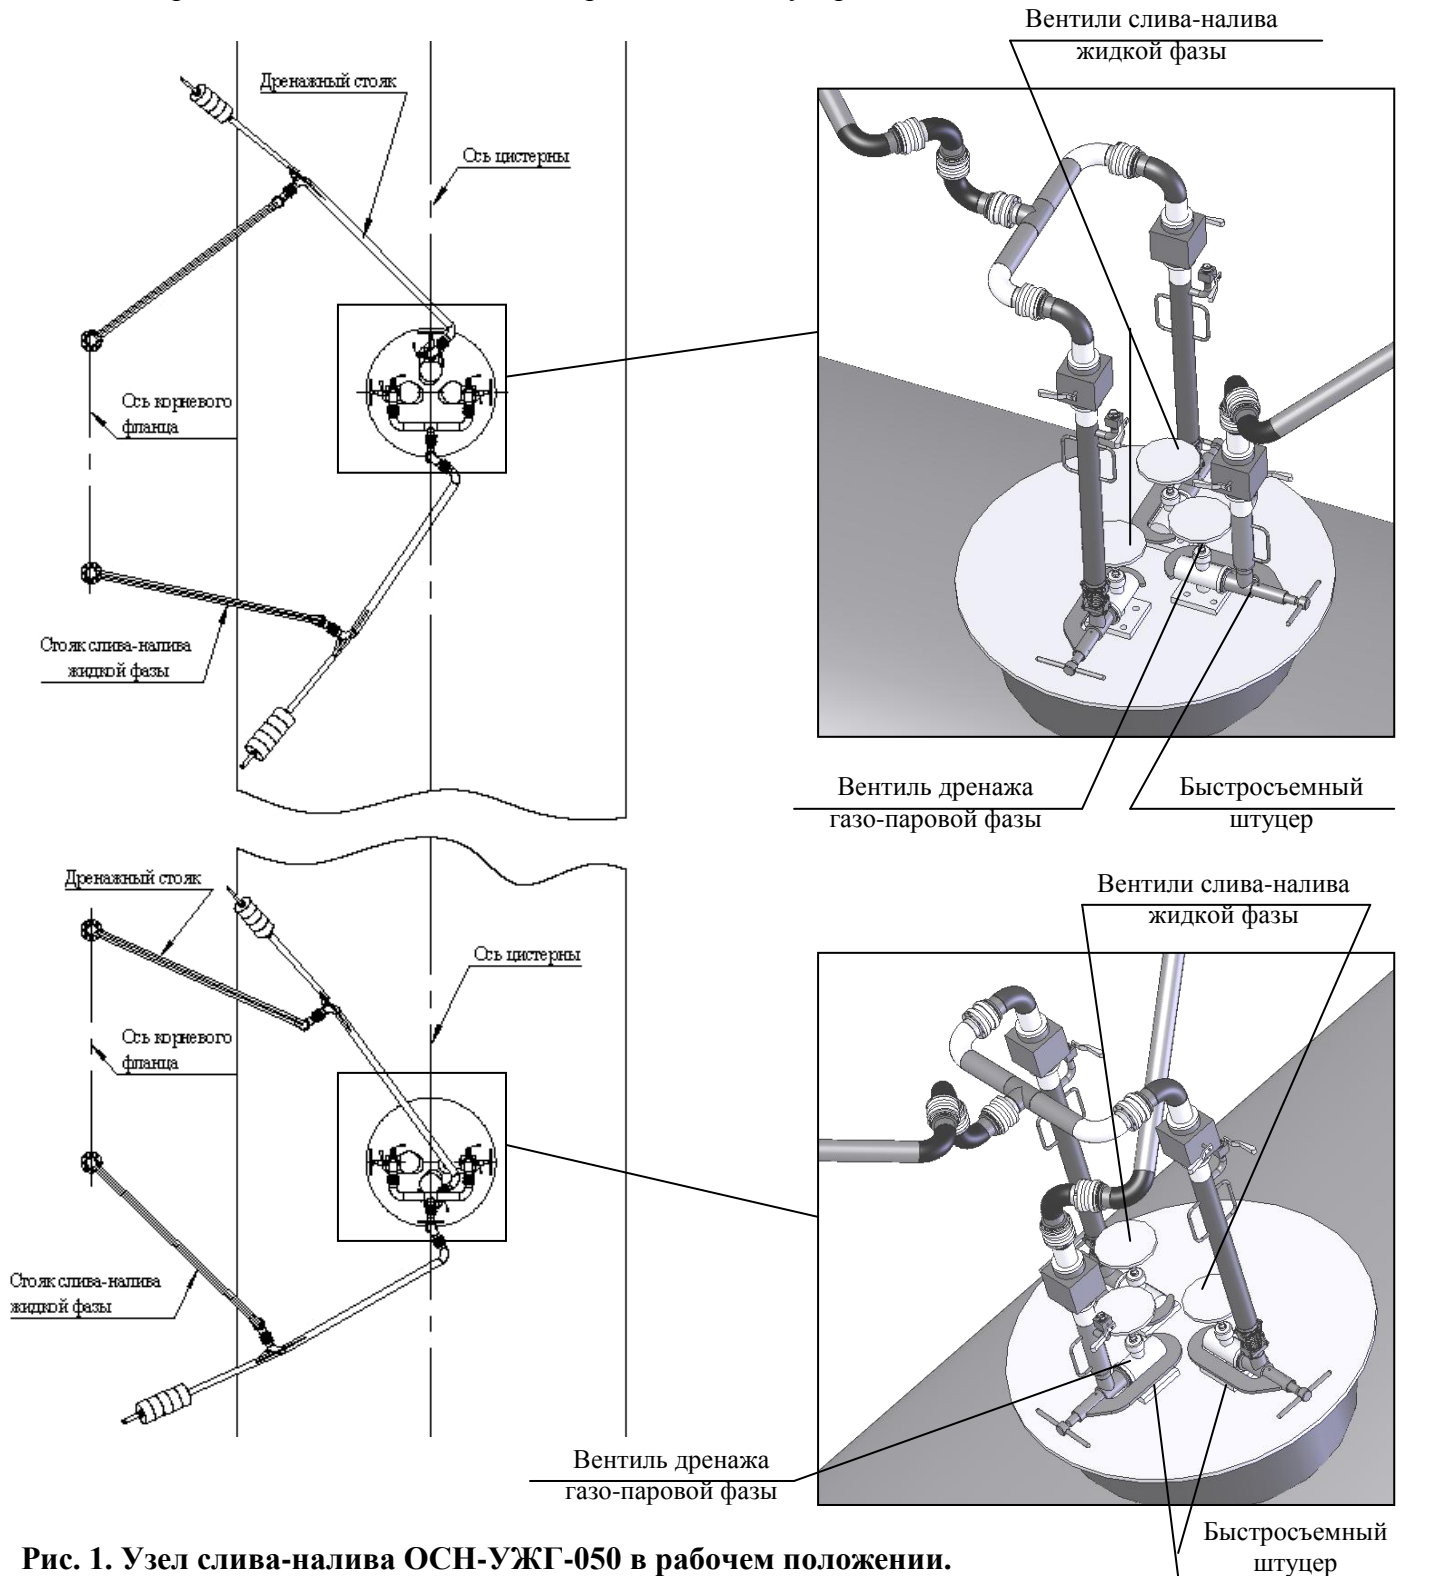 Вентили слива-налива
жидкой фазы
Дренажный стояк
Ось цистерны
Ось корневого
фланца
Стояк слива-налива
жидкой фазы
Вентиль дренажа
газо-паровой фазы
Быстросъемный
штуцер
Дренажный стояк
Вентили слива-налива
жидкой фазы
Ось цистерны
Ось корневого
фланца
Стояк слива-налива
жидкой фазы
Вентиль дренажа
газо-паровой фазы
Быстросъемный
штуцер
Рис. 1. Узел слива-налива ОСН-УЖГ-050 в рабочем положении.